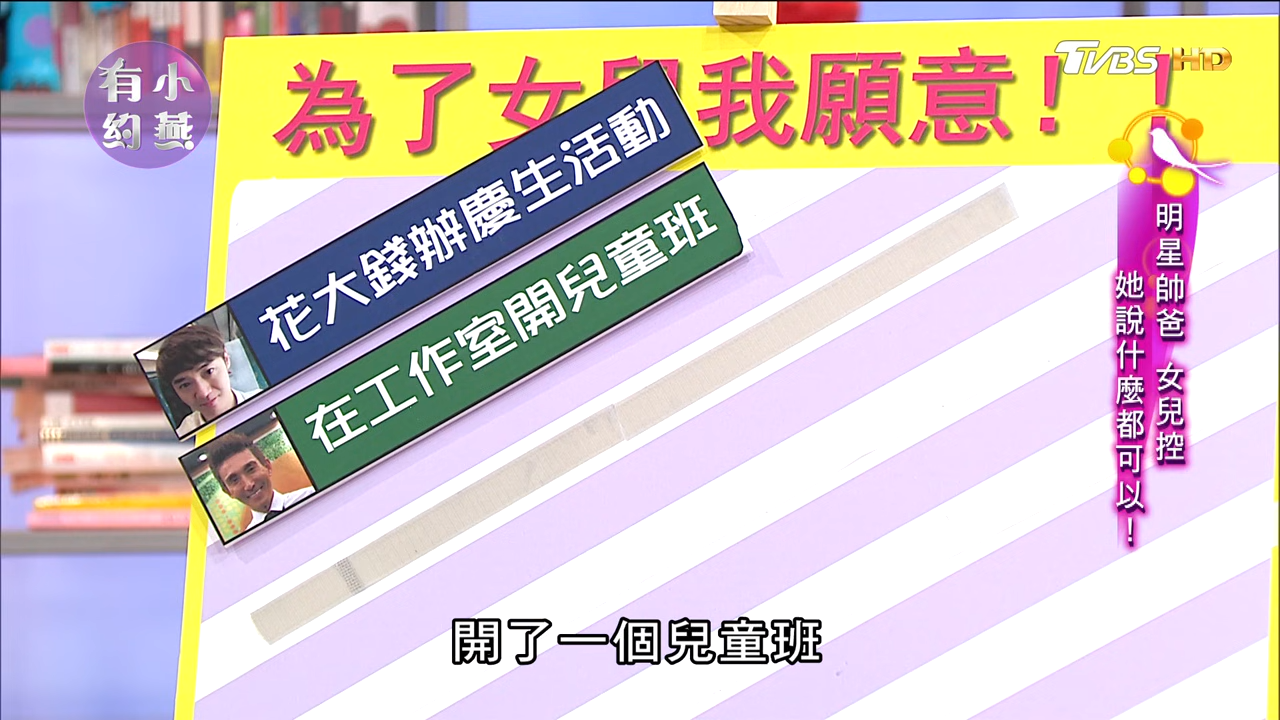 小燕
有約
為了女兒我願意！！
TVBS HD
花大錢辦慶生活動
在工作室開兒童班
明星帥爸 女兒控
她說什麼都可以！
開了一個兒童班